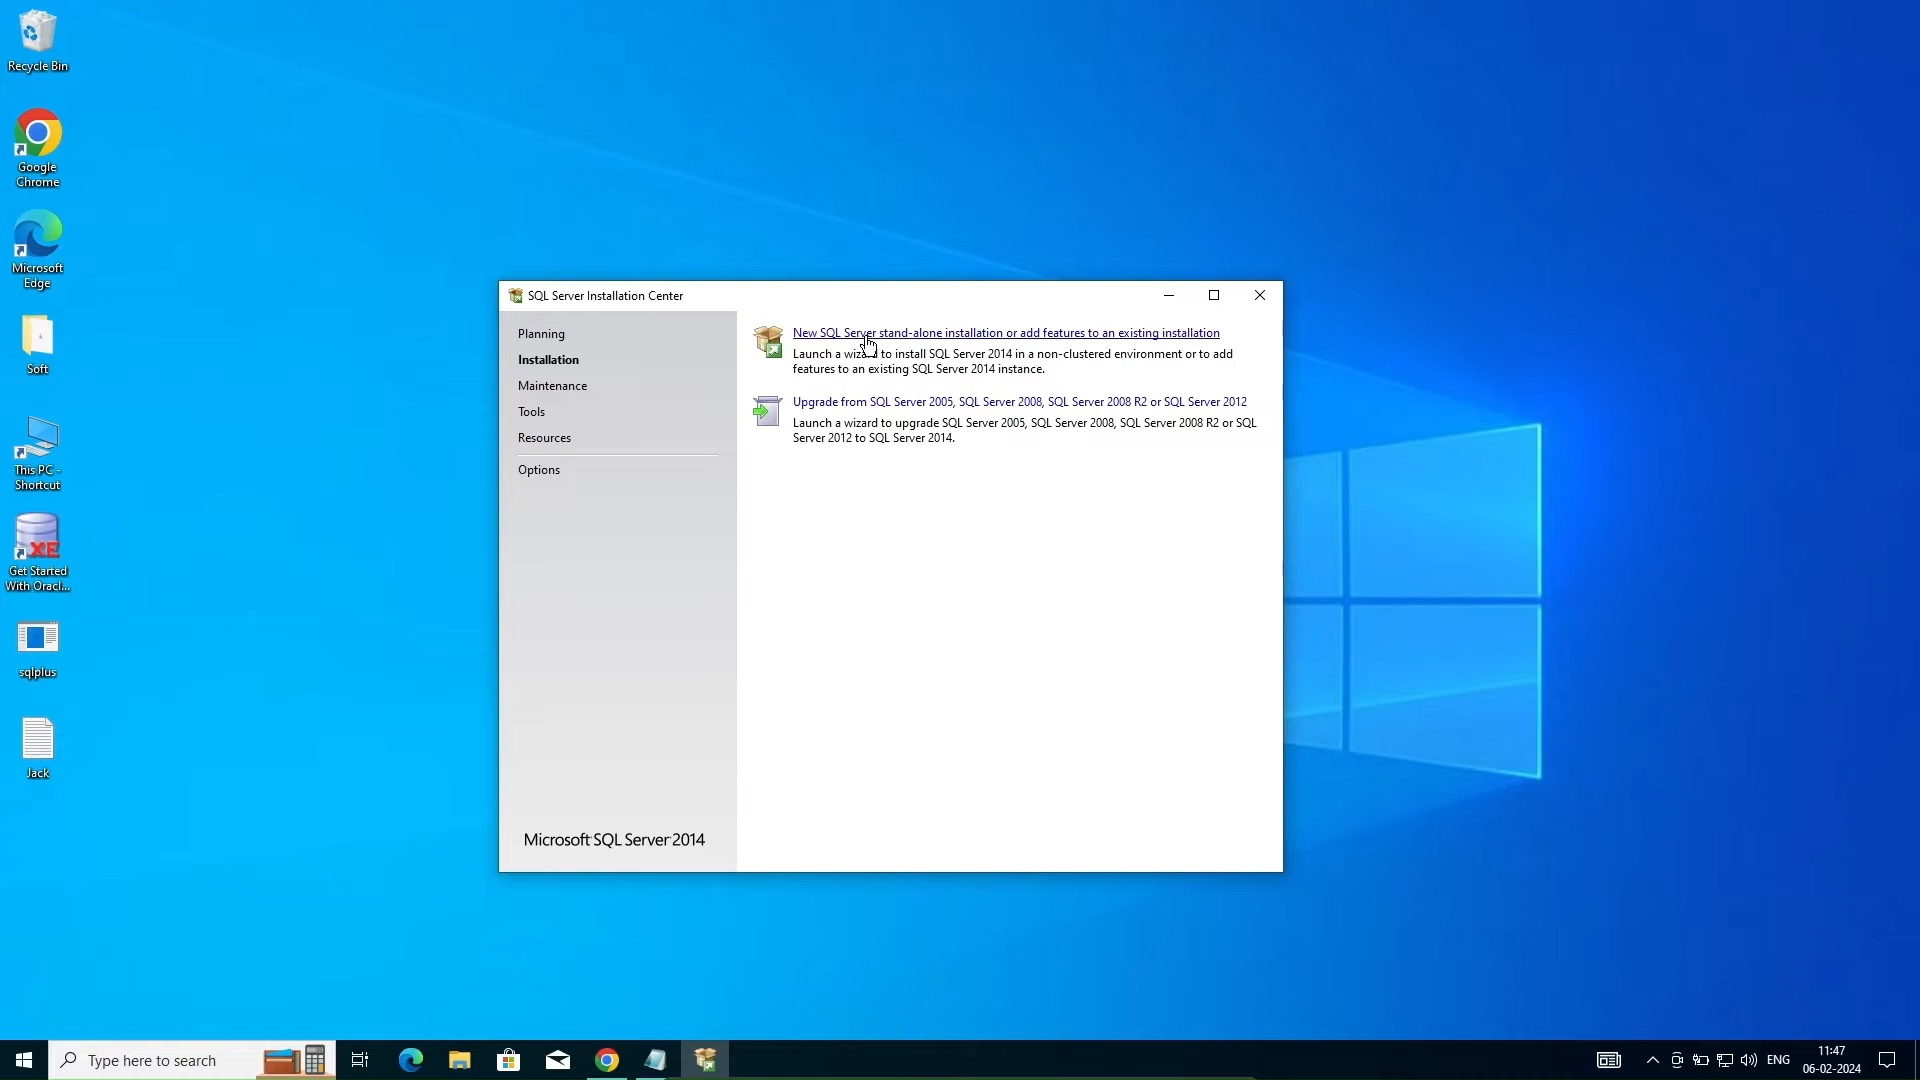 Recycle Bin
Google
Chrome
Microsoft
Edge
Soft
This PC -
Shortcut
XE
Get Started
With Oracl...
sqlplus
Jack
SQL Server Installation Center
Planning
Installation
Maintenance
Tools
Resources
Options
Microsoft SQL Server 2014
New SQL Server stand-alone installation or add features to an existing installation
Launch a wizard to install SQL Server 2014 in a non-clustered environment or to add
features to an existing SQL Server 2014 instance.
Upgrade from SQL Server 2005, SQL Server 2008, SQL Server 2008 R2 or SQL Server 2012
Launch a wizard to upgrade SQL Server 2005, SQL Server 2008, SQL Server 2008 R2 or SQL
Server 2012 to SQL Server 2014.
Type here to search
ENG
11:47
06-02-2024